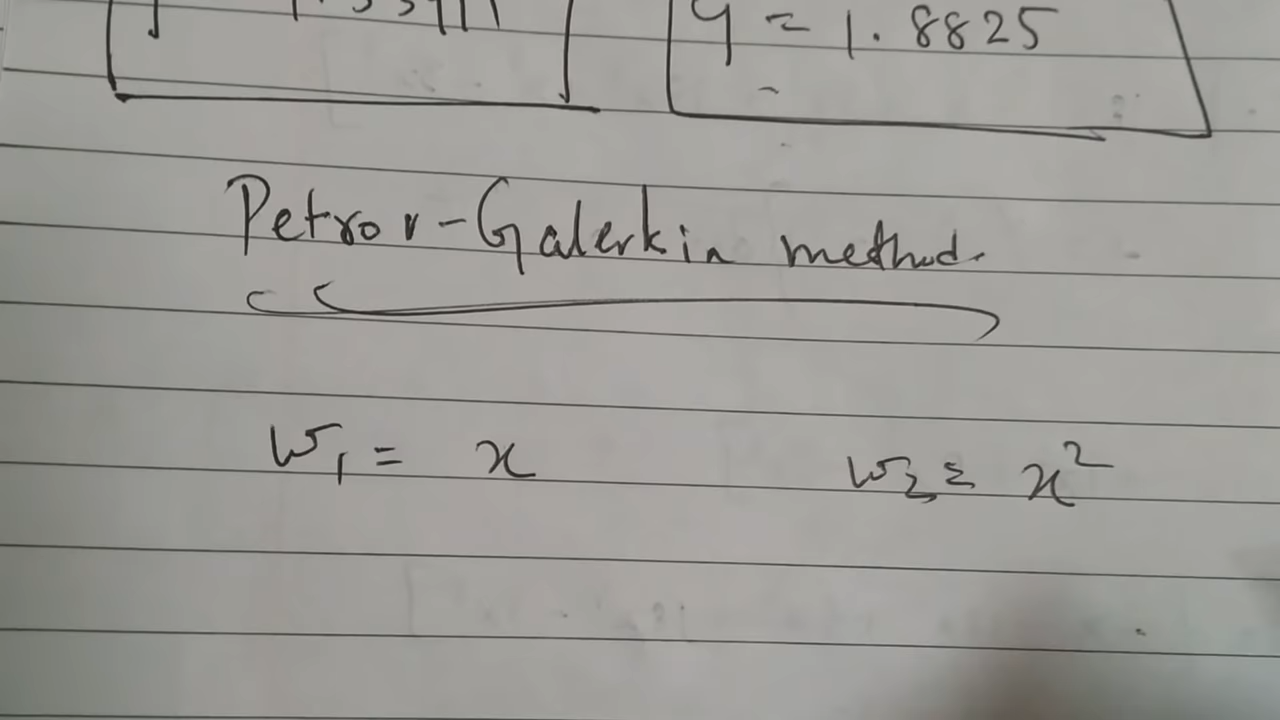 y = 1.8825
Petrov-Galerkin method.
w₁ = x w₂ = x²